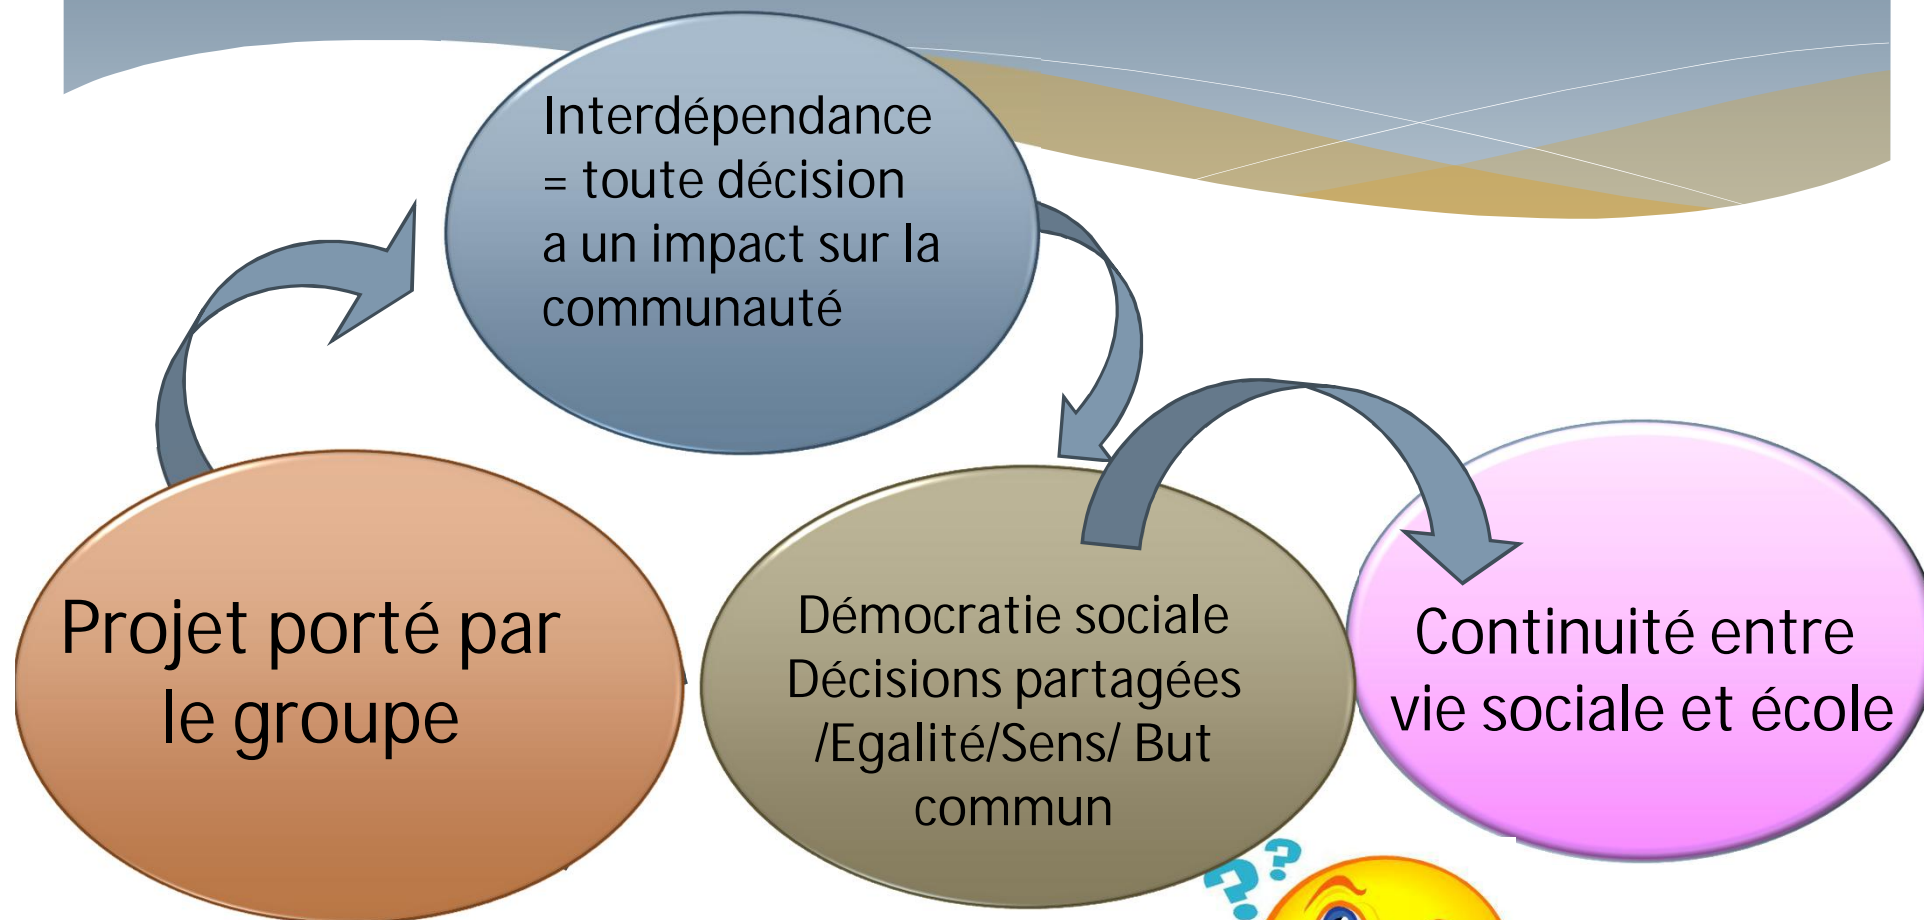 Interdépendance
= toute décision
a un impact sur la
communauté
Projet porté par
le groupe
Démocratie sociale
Décisions partagées
/Egalité/Sens/ But
commun
Continuité entre
vie sociale et école
? ?